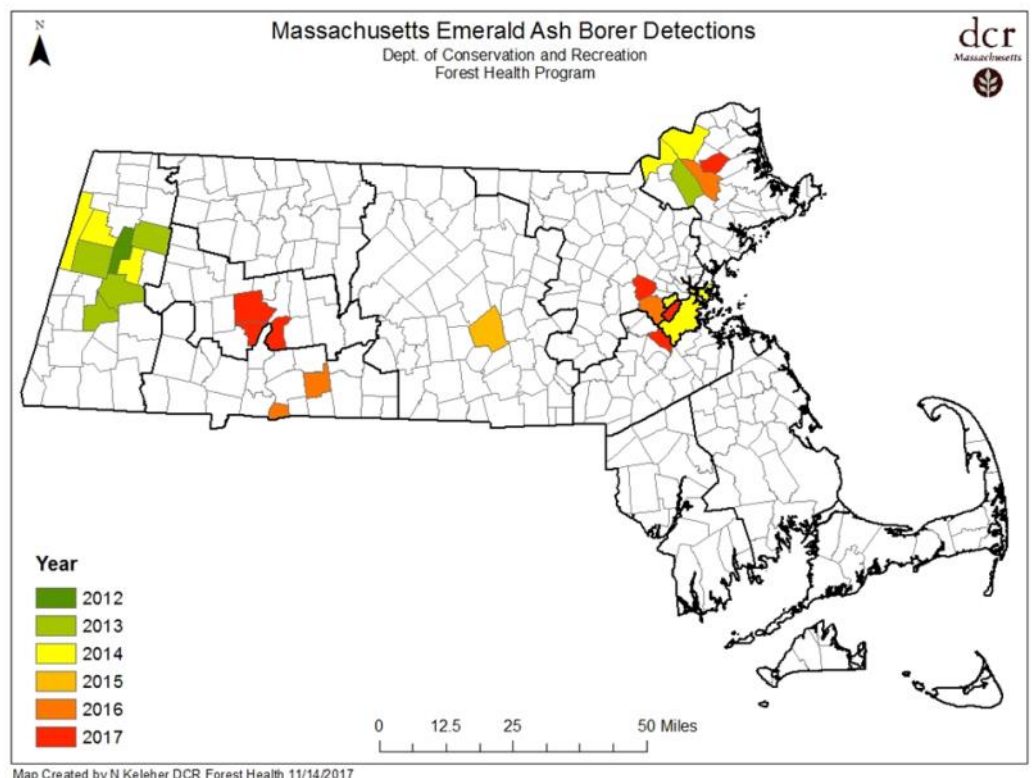 Massachusetts Emerald Ash Borer Detections
Dept. of Conservation and Recreation
Forest Health Program
N
dcr
Massachusetts
Year
2012
2013
2014
2015
2016
2017
0 12.5 25 50 Miles
Map Created by N Keleher DCR Forest Health 11/14/2017